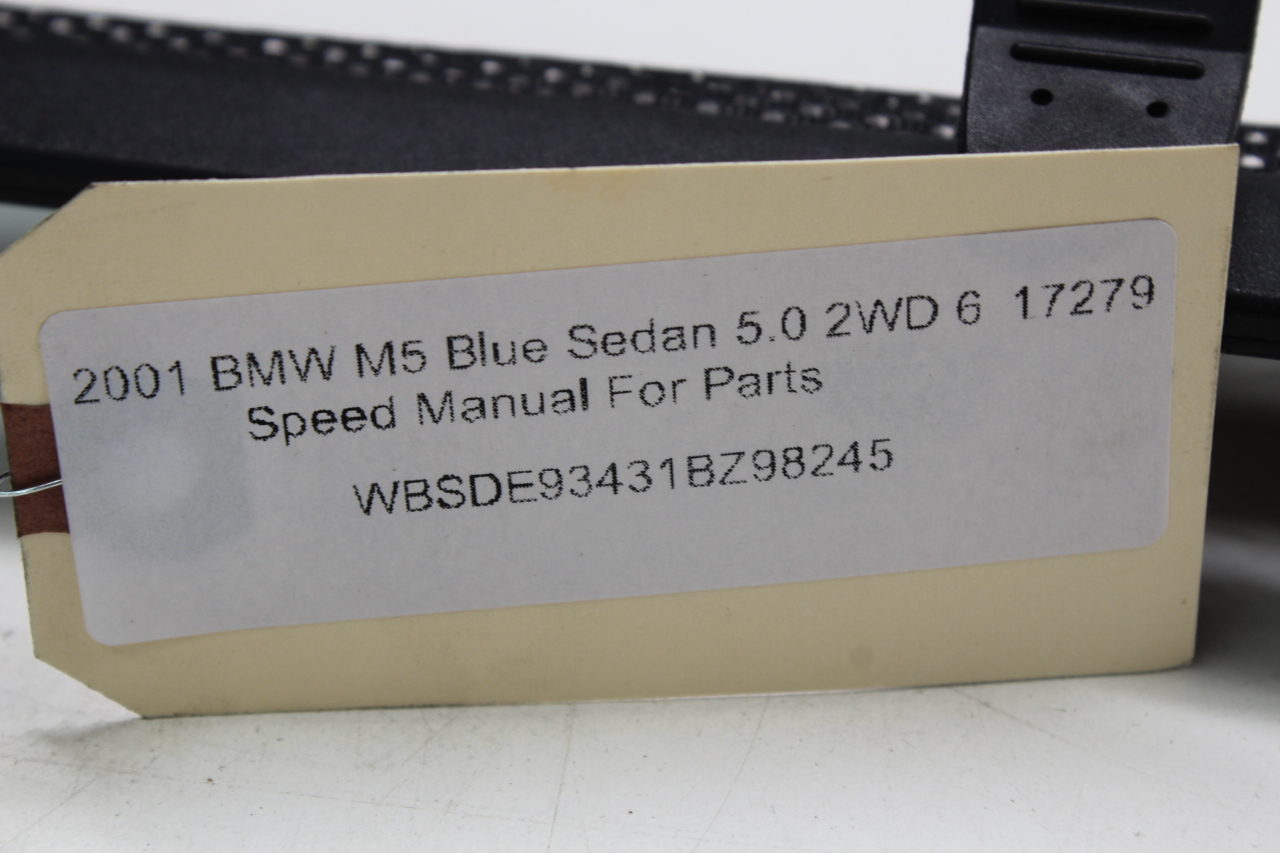 2001 BMW M5 Blue Sedan 5.0 2WD 6 17279
Speed Manual For Parts
WBSDE93431BZ98245